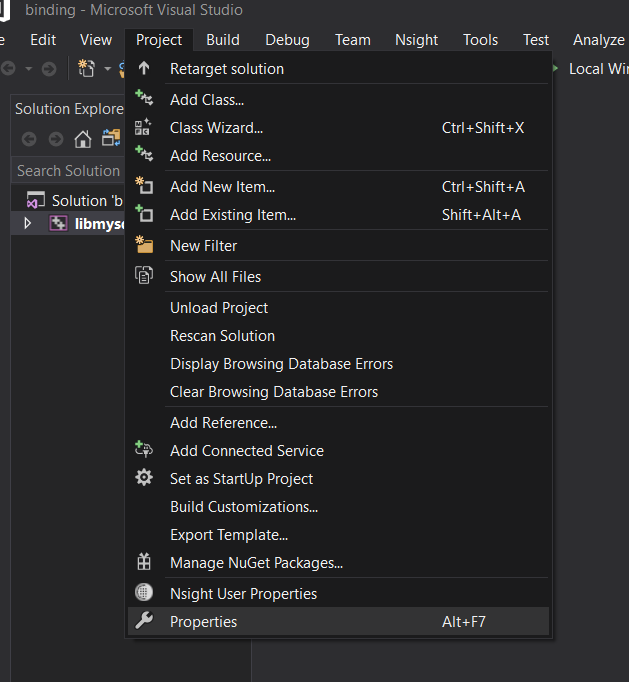 binding - Microsoft Visual Studio
Edit View Project Build Debug Team Nsight Tools Test Analyze
Local Win
Retarget solution
Solution Explore
Add Class...
Class Wizard... Ctrl+Shift+X
Add Resource...
Search Solution
Add New Item... Ctrl+Shift+A
Solution 'b
Add Existing Item... Shift+Alt+A
libmys
New Filter
Show All Files
Unload Project
Rescan Solution
Display Browsing Database Errors
Clear Browsing Database Errors
Add Reference...
Add Connected Service
Set as StartUp Project
Build Customizations...
Export Template...
Manage NuGet Packages...
Nsight User Properties
Properties Alt+F7